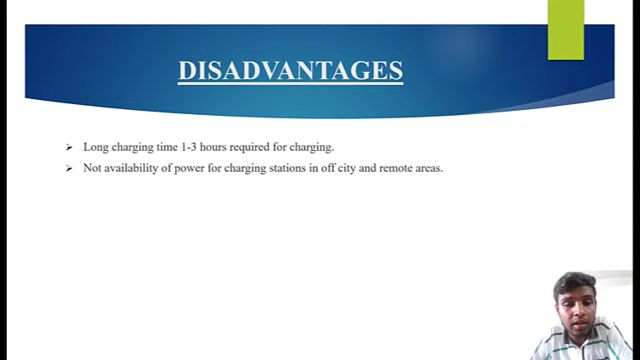 DISADVANTAGES
Long charging time 1-3 hours required for charging.
Not availability of power for charging stations in off city and remote areas.